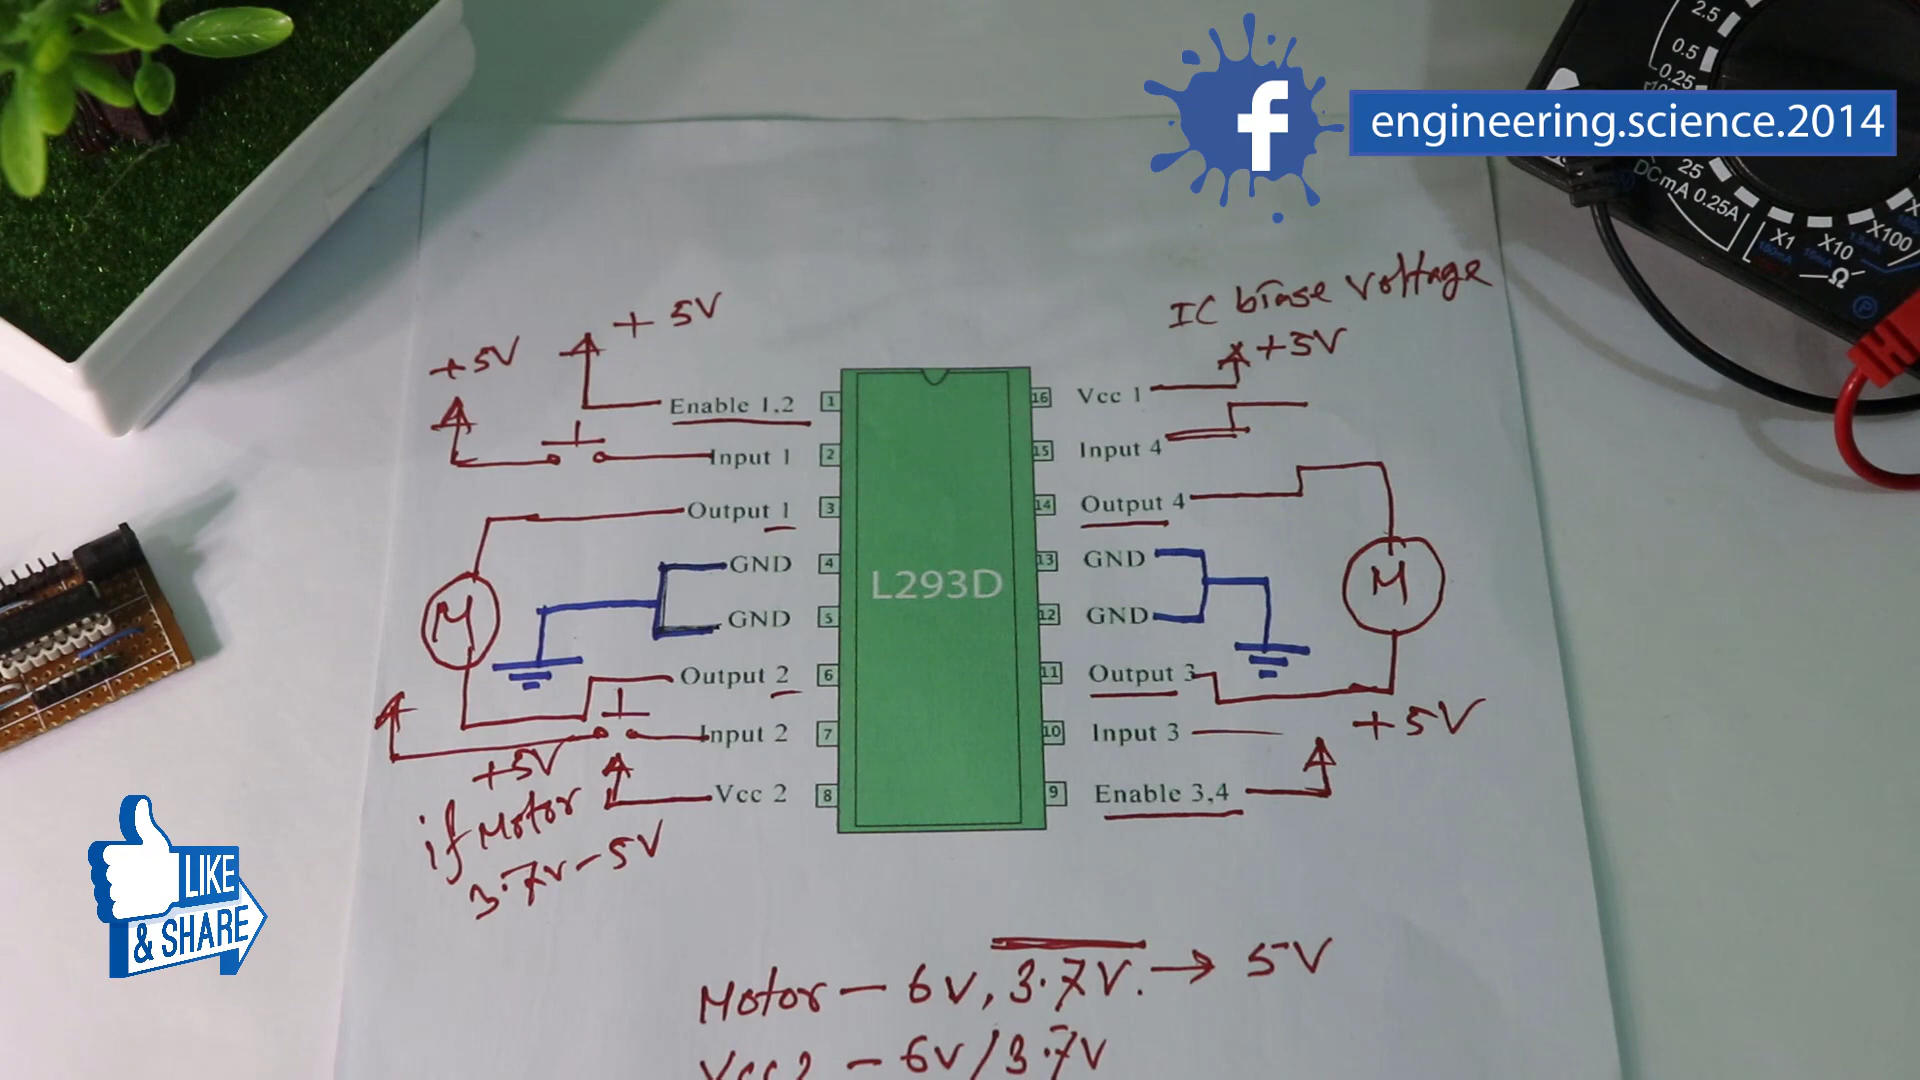 engineering.science.2014
2.5
0.5
0.25
25
DCmA 0.25A
X1
X10
X100
Ω
IC biase voltage
+5V
+5V
+5V
Enable 1,2 1
Input 1 2
Output 1 3
GND 4
GND 5
Output 2 6
Input 2 7
Vcc 2 8
L293D
16 Vcc 1
15 Input 4
14 Output 4
13 GND
12 GND
11 Output 3
10 Input 3
9 Enable 3,4
M
M
+5V
+5V
if Motor
3.7V-5V
LIKE
& SHARE
Motor - 6V, 3.7V. → 5V
Vcc2 - 6V/3.7V